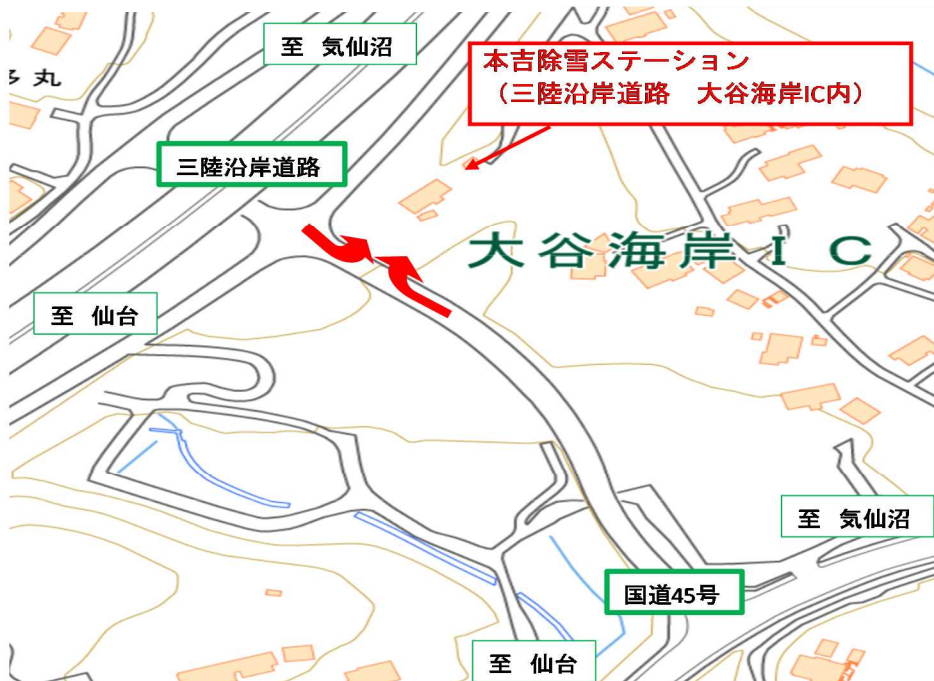 至 気仙沼
本吉除雪ステーション
（三陸沿岸道路 大谷海岸IC内）
多丸
三陸沿岸道路
大谷海岸IC
至 仙台
至 気仙沼
国道45号
至 仙台